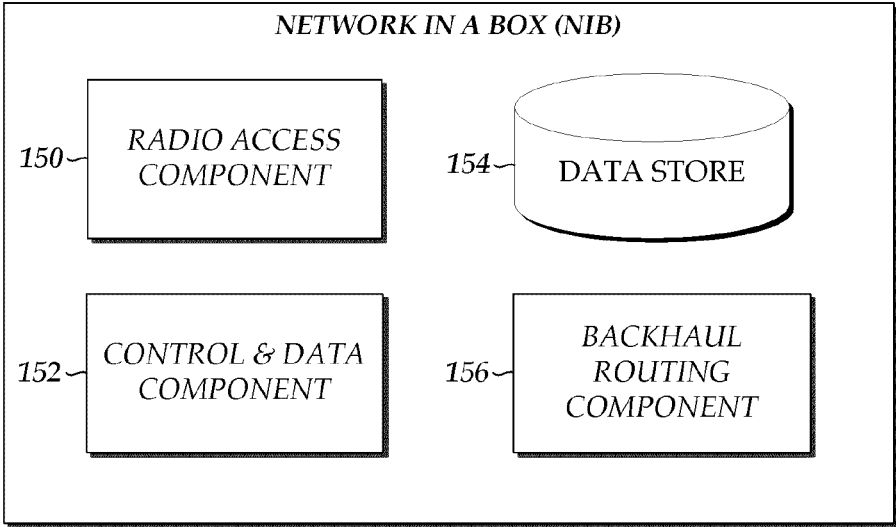 NETWORK IN A BOX (NIB)
150
RADIO ACCESS
COMPONENT
154
DATA STORE
152
CONTROL & DATA
COMPONENT
156
BACKHAUL
ROUTING
COMPONENT